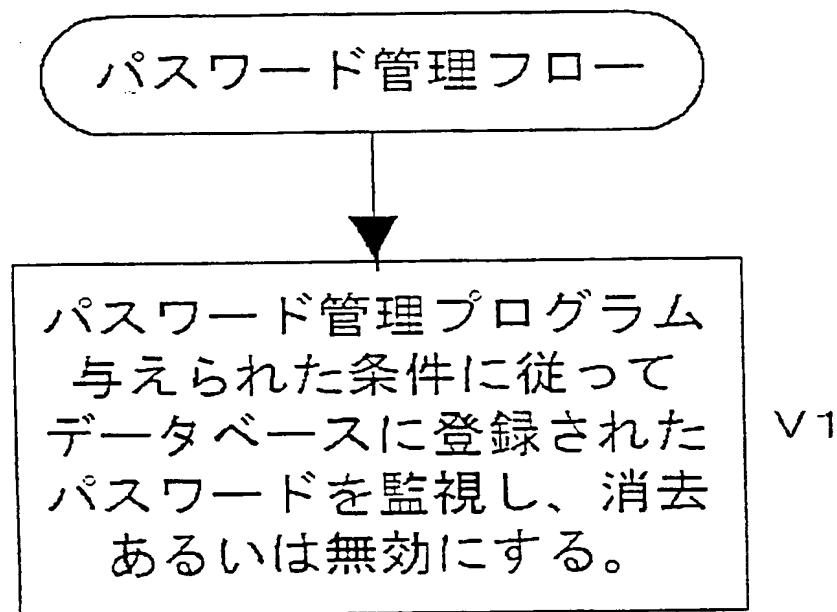 パスワード管理フロー
パスワード管理プログラム
与えられた条件に従って
データベースに登録された
パスワードを監視し、消去
あるいは無効にする。
V1